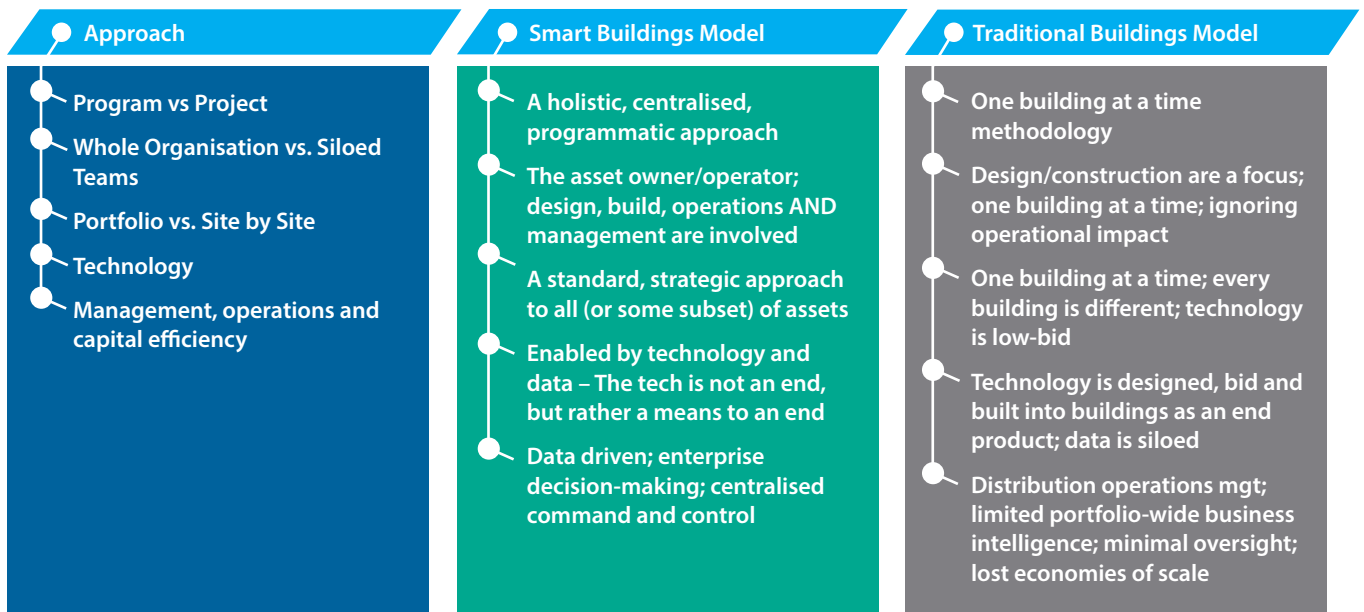 Approach
Program vs Project
Whole Organisation vs. Siloed
Teams
Portfolio vs. Site by Site
Technology
Management, operations and
capital efficiency
Smart Buildings Model
A holistic, centralised,
programmatic approach
The asset owner/operator;
design, build, operations AND
management are involved
A standard, strategic approach
to all (or some subset) of assets
Enabled by technology and
data – The tech is not an end,
but rather a means to an end
Data driven; enterprise
decision-making; centralised
command and control
Traditional Buildings Model
One building at a time
methodology
Design/construction are a focus;
one building at a time; ignoring
operational impact
One building at a time; every
building is different; technology
is low-bid
Technology is designed, bid and
built into buildings as an end
product; data is siloed
Distribution operations mgt;
limited portfolio-wide business
intelligence; minimal oversight;
lost economies of scale